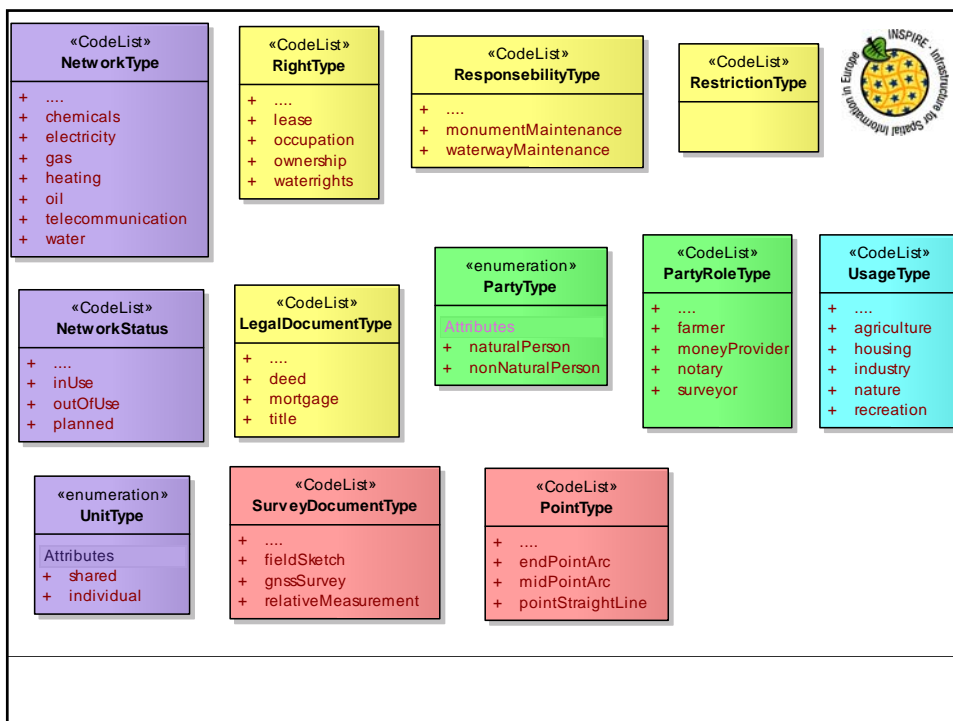 «CodeList»
NetworkType
+ ....
+ chemicals
+ electricity
+ gas
+ heating
+ oil
+ telecommunication
+ water
«CodeList»
RightType
+ ....
+ lease
+ occupation
+ ownership
+ waterrights
«CodeList»
ResponsebilityType
+ ....
+ monumentMaintenance
+ waterwayMaintenance
«CodeList»
RestrictionType
INSPIRE · Infrastructure for Spatial Information in Europe
«CodeList»
NetworkStatus
+ ....
+ inUse
+ outOfUse
+ planned
«CodeList»
LegalDocumentType
+ ....
+ deed
+ mortgage
+ title
«enumeration»
PartyType
Attributes
+ naturalPerson
+ nonNaturalPerson
«CodeList»
PartyRoleType
+ ....
+ farmer
+ moneyProvider
+ notary
+ surveyor
«CodeList»
UsageType
+ ....
+ agriculture
+ housing
+ industry
+ nature
+ recreation
«enumeration»
UnitType
Attributes
+ shared
+ individual
«CodeList»
SurveyDocumentType
+ ....
+ fieldSketch
+ gnssSurvey
+ relativeMeasurement
«CodeList»
PointType
+ ....
+ endPointArc
+ midPointArc
+ pointStraightLine